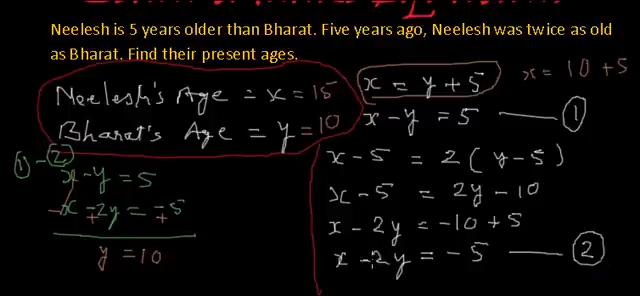 Neelesh is 5 years older than Bharat. Five years ago, Neelesh was twice as old
as Bharat. Find their present ages.
Neelesh's Age = x = 15
Bharat's Age = y = 10
① - ②
x - y = 5
x - 2y = -5
- + +
y = 10
x = y + 5
x = 10 + 5
x - y = 5 —— ①
x - 5 = 2 ( y - 5 )
x - 5 = 2y - 10
x - 2y = -10 + 5
x - 2y = -5 —— ②